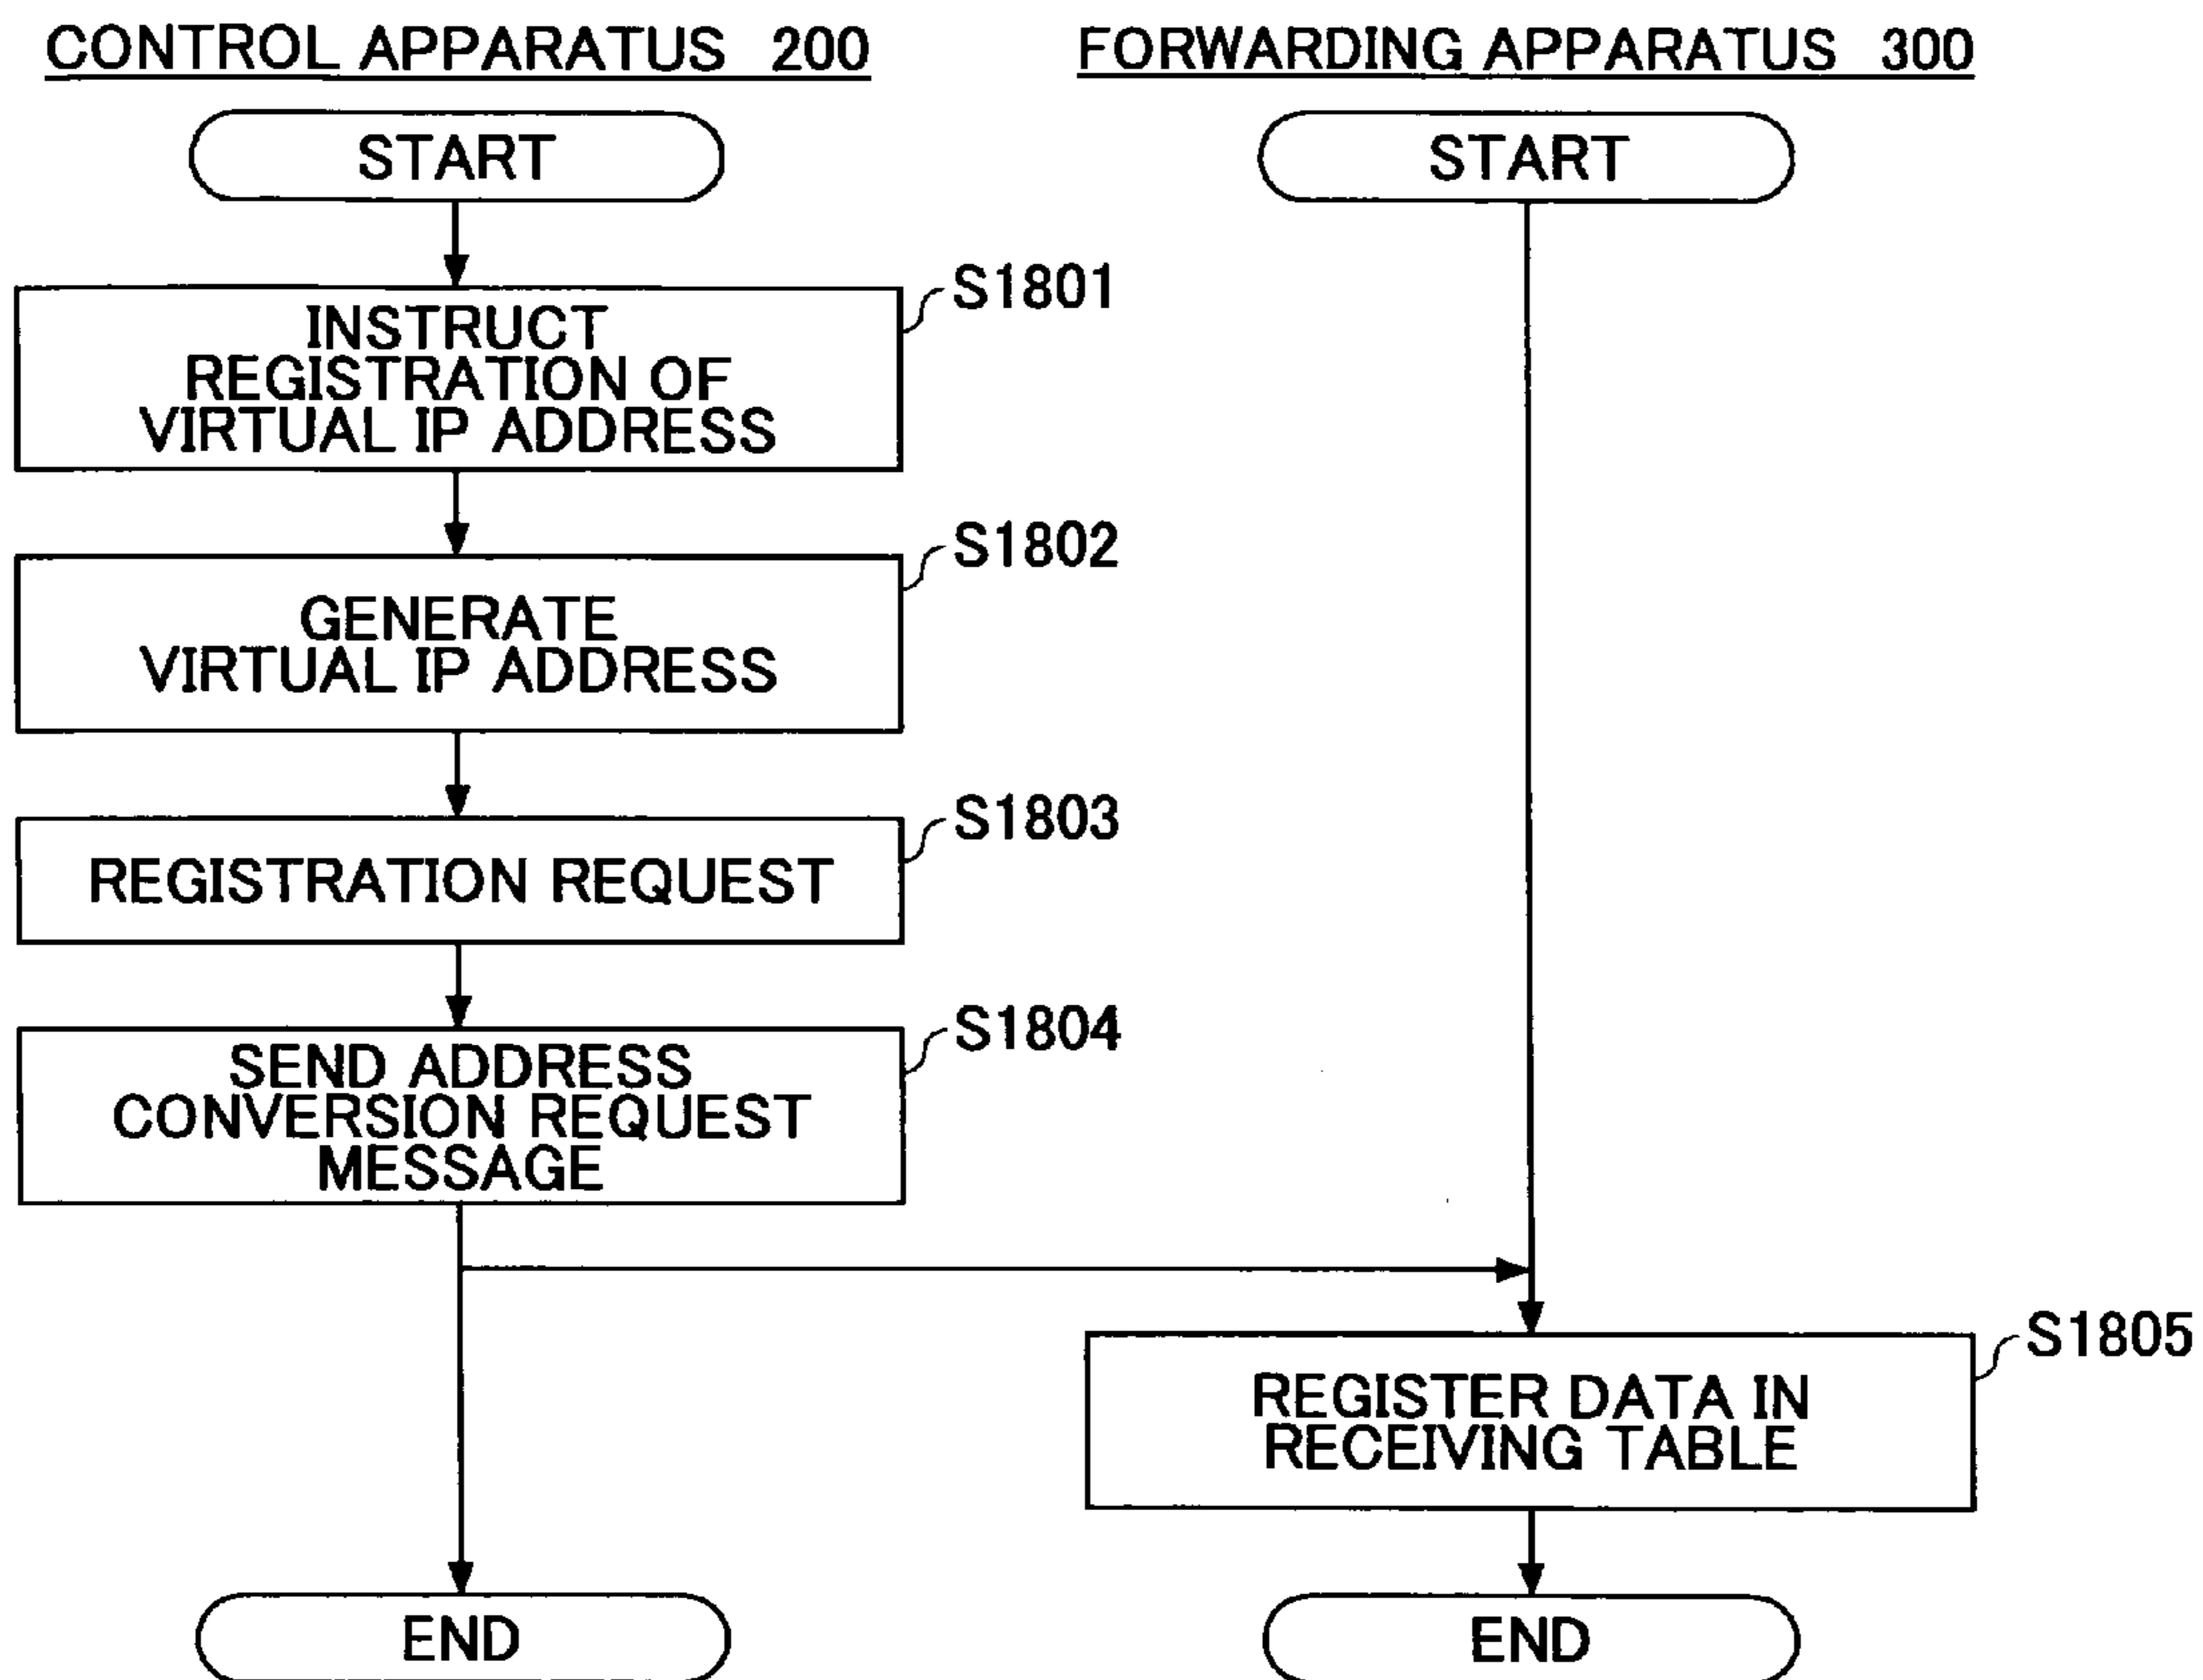 CONTROL APPARATUS 200
FORWARDING APPARATUS 300
START
START
S1801
INSTRUCT
REGISTRATION OF
VIRTUAL IP ADDRESS
S1802
GENERATE
VIRTUAL IP ADDRESS
S1803
REGISTRATION REQUEST
S1804
SEND ADDRESS
CONVERSION REQUEST
MESSAGE
S1805
REGISTER DATA IN
RECEIVING TABLE
END
END